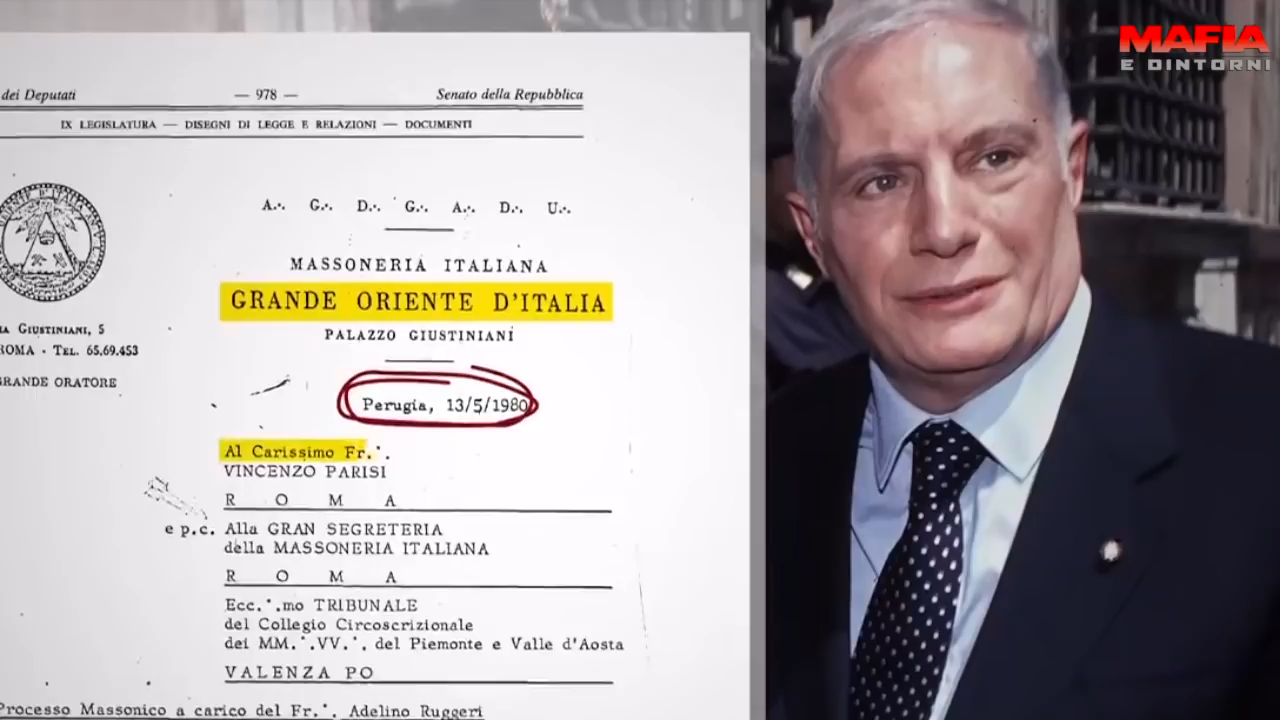 MAFIA
E DINTORNI
dei Deputati — 978 — Senato della Repubblica
IX LEGISLATURA — DISEGNI DI LEGGE E RELAZIONI — DOCUMENTI
A∴ G∴ D∴ G∴ A∴ D∴ U∴
MASSONERIA ITALIANA
GRANDE ORIENTE D'ITALIA
PALAZZO GIUSTINIANI
GIUSTINIANI, 5
ROMA - TEL. 65.69.453
GRANDE ORATORE
Perugia, 13/5/1980
Al Carissimo Fr.'.
VINCENZO PARISI
R O M A
e p.c. Alla GRAN SEGRETERIA
della MASSONERIA ITALIANA
R O M A
Ecc.'.mo TRIBUNALE
del Collegio Circoscrizionale
dei MM.'.VV.'. del Piemonte e Valle d'Aosta
VALENZA PO
Processo Massonico a carico del Fr.'. Adelino Ruggeri